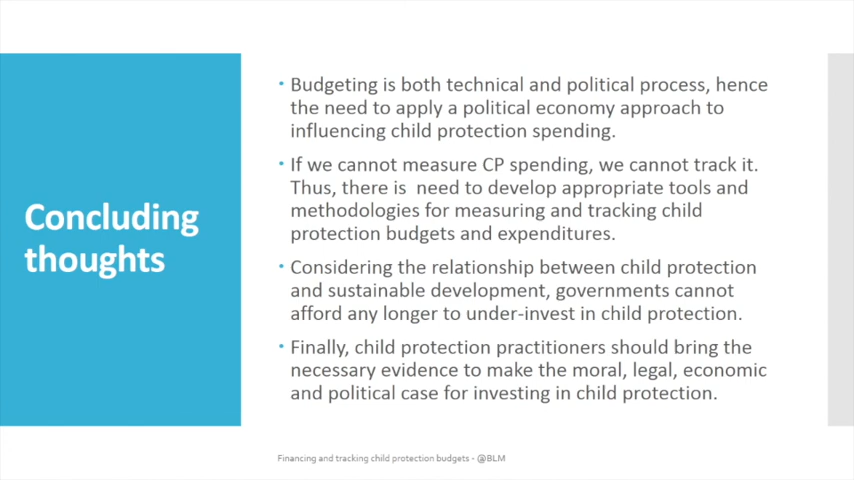 Concluding
thoughts
• Budgeting is both technical and political process, hence
the need to apply a political economy approach to
influencing child protection spending.
• If we cannot measure CP spending, we cannot track it.
Thus, there is  need to develop appropriate tools and
methodologies for measuring and tracking child
protection budgets and expenditures.
• Considering the relationship between child protection
and sustainable development, governments cannot
afford any longer to under-invest in child protection.
• Finally, child protection practitioners should bring the
necessary evidence to make the moral, legal, economic
and political case for investing in child protection.
Financing and tracking child protection budgets - @BLM